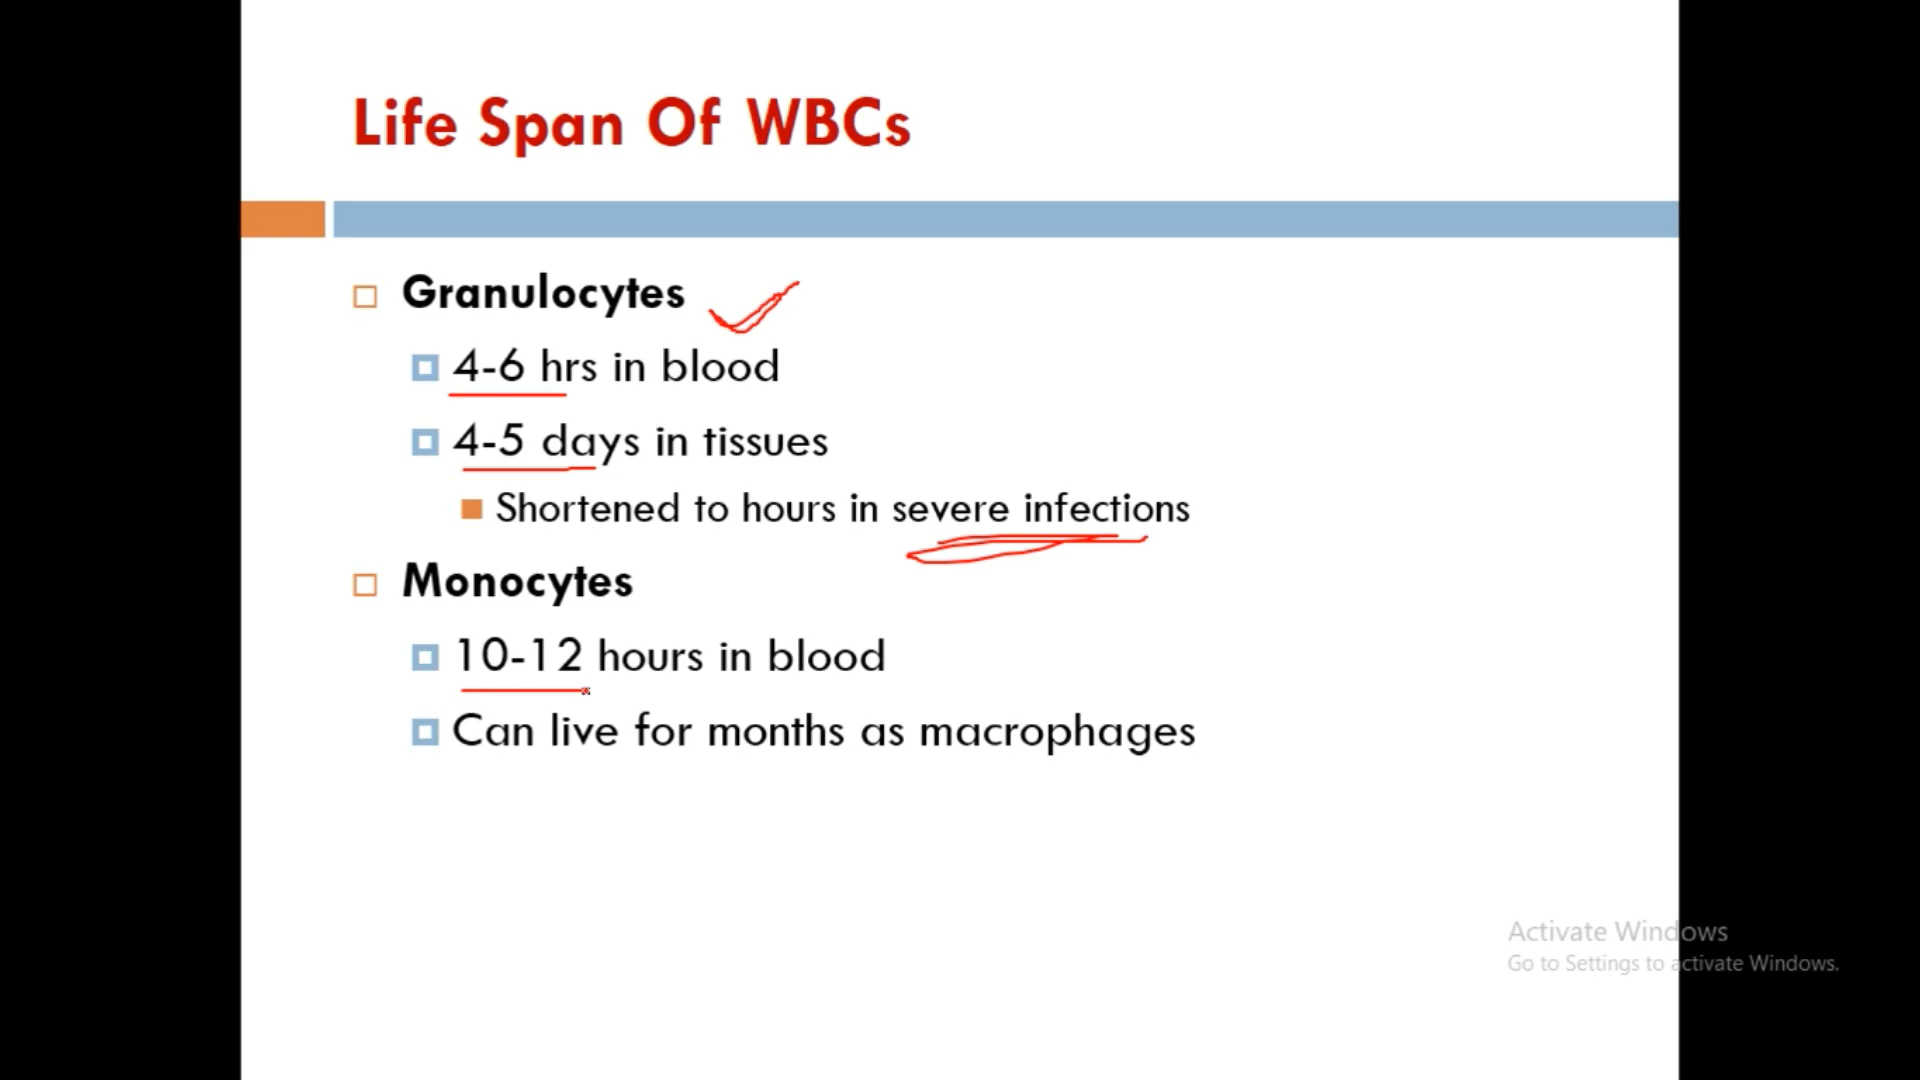 Life Span Of WBCs
Granulocytes
4-6 hrs in blood
4-5 days in tissues
Shortened to hours in severe infections
Monocytes
10-12 hours in blood
Can live for months as macrophages
Activate Windows
Go to Settings to activate Windows.